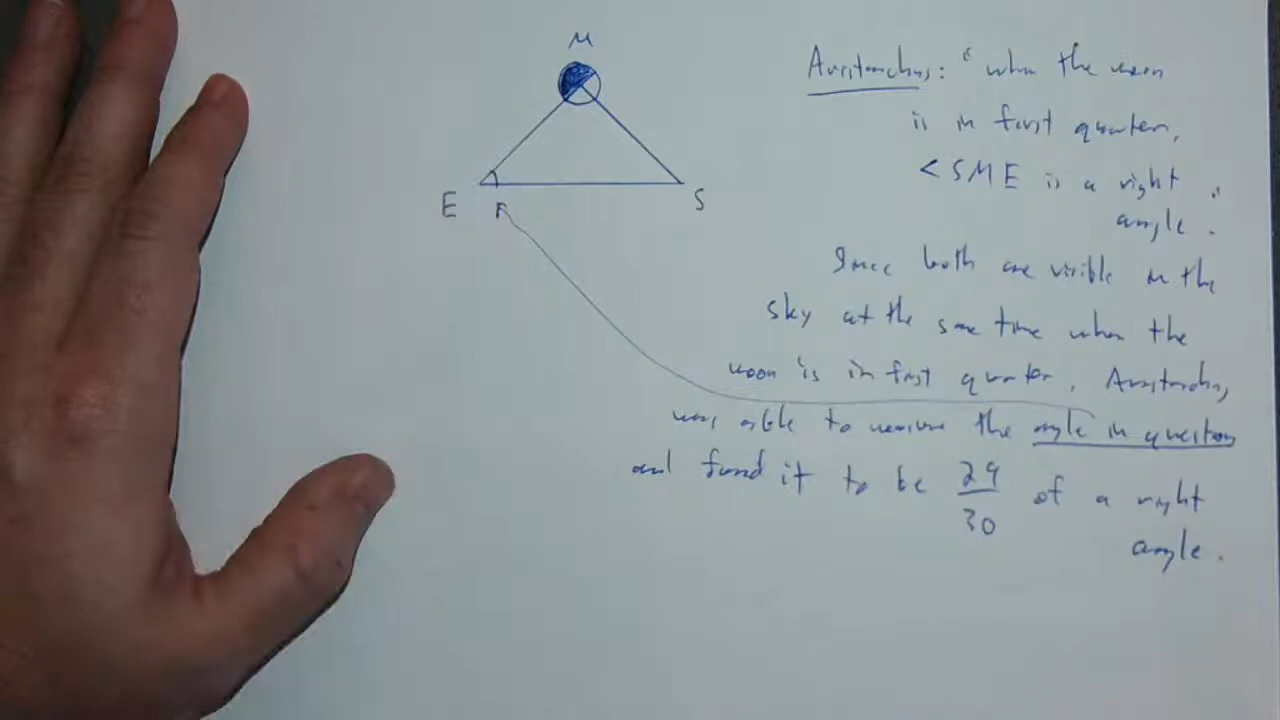 M
E
S
Aristarchus: "when the moon
is in first quarter,
<SME is a right
angle."
Since both are visible in the
sky at the same time when the
moon is in first quarter, Aristarchus,
was able to measure the angle in question
and found it to be 29/30 of a right
angle.